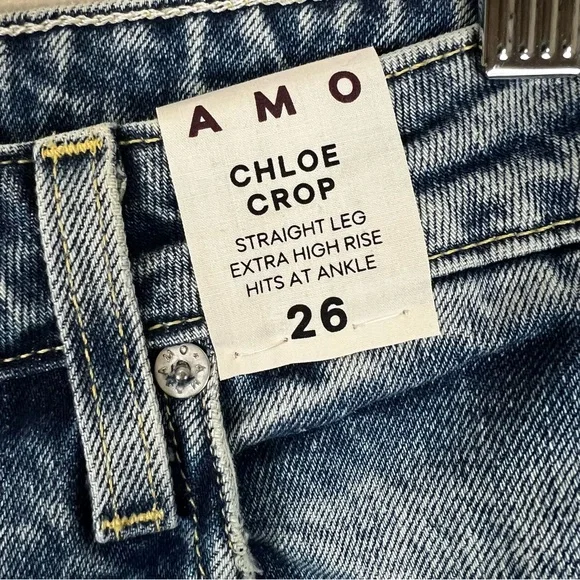 AMO
CHLOE
CROP
STRAIGHT LEG
EXTRA HIGH RISE
HITS AT ANKLE
26